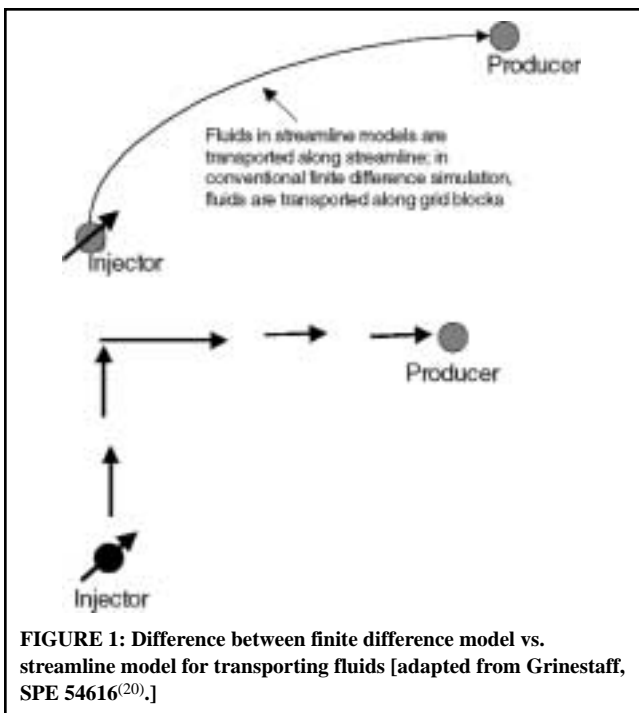 Producer
Fluids in streamline models are
transported along streamline; in
conventional finite difference simulation,
fluids are transported along grid blocks
Injector
Producer
Injector
FIGURE 1: Difference between finite difference model vs.
streamline model for transporting fluids [adapted from Grinestaff,
SPE 54616(20).]